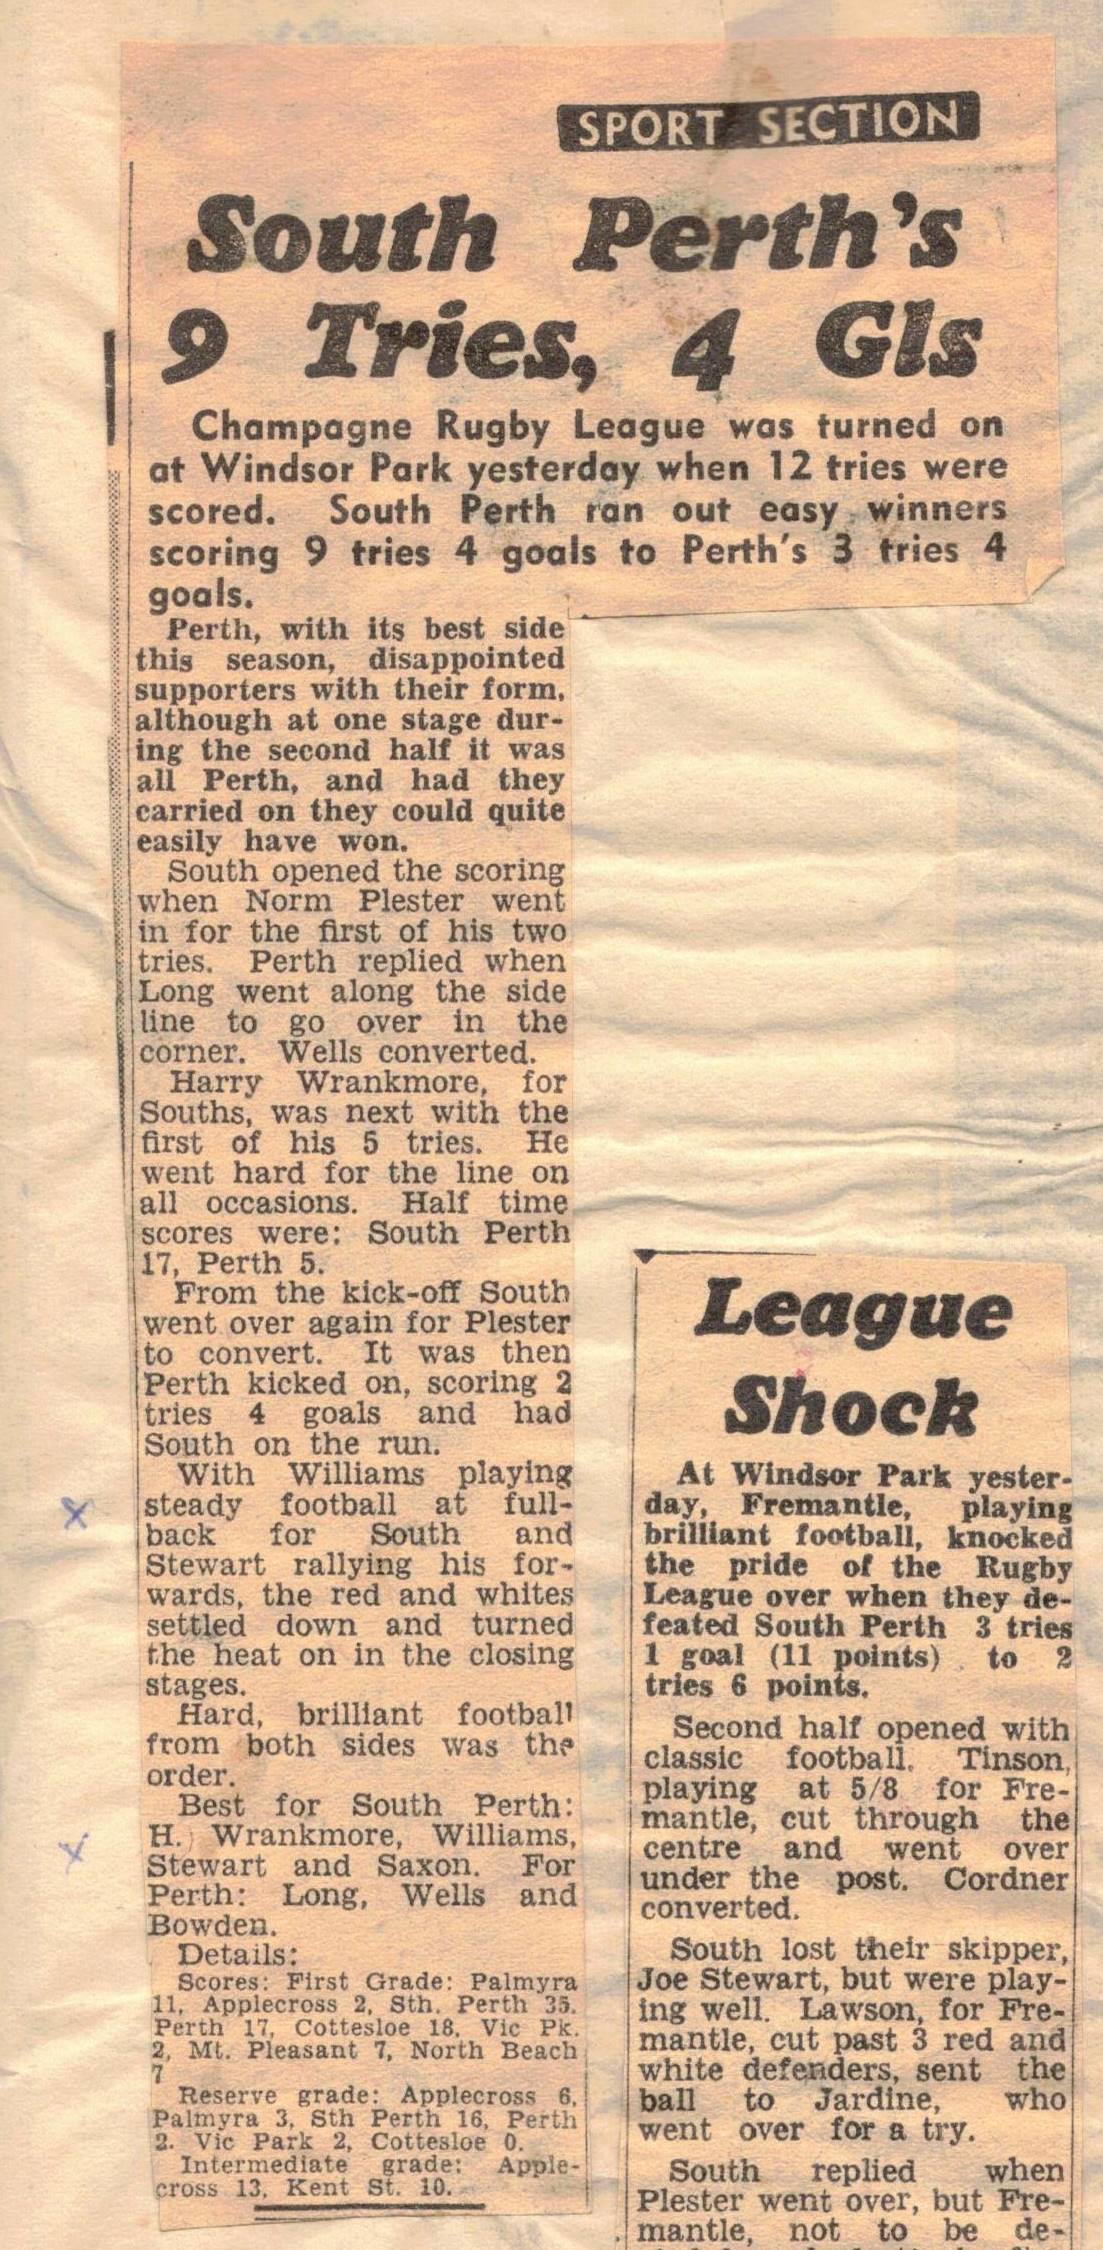 SPORT SECTION
South Perth's
9 Tries, 4 Gls
Champagne Rugby League was turned on
at Windsor Park yesterday when 12 tries were
scored. South Perth ran out easy winners
scoring 9 tries 4 goals to Perth's 3 tries 4
goals.
Perth, with its best side
this season, disappointed
supporters with their form,
although at one stage dur-
ing the second half it was
all Perth, and had they
carried on they could quite
easily have won.
South opened the scoring
when Norm Plester went
in for the first of his two
tries. Perth replied when
Long went along the side
line to go over in the
corner. Wells converted.
Harry Wrankmore, for
Souths, was next with the
first of his 5 tries. He
went hard for the line on
all occasions. Half time
scores were: South Perth
17, Perth 5.
From the kick-off South
went over again for Plester
to convert. It was then
Perth kicked on, scoring 2
tries 4 goals and had
South on the run.
With Williams playing
steady football at full-
back for South and
Stewart rallying his for-
wards, the red and whites
settled down and turned
the heat on in the closing
stages.
Hard, brilliant football
from both sides was the
order.
Best for South Perth:
H. Wrankmore, Williams,
Stewart and Saxon. For
Perth: Long, Wells and
Bowden.
Details:
Scores: First Grade: Palmyra
11, Applecross 2, Sth. Perth 35.
Perth 17, Cottesloe 18, Vic Pk.
2, Mt. Pleasant 7, North Beach
7
Reserve grade: Applecross 6,
Palmyra 3, Sth Perth 16, Perth
2. Vic Park 2, Cottesloe 0.
Intermediate grade: Apple-
cross 13, Kent St. 10.
League
Shock
At Windsor Park yester-
day, Fremantle, playing
brilliant football, knocked
the pride of the Rugby
League over when they de-
feated South Perth 3 tries
1 goal (11 points) to 2
tries 6 points.
Second half opened with
classic football. Tinson,
playing at 5/8 for Fre-
mantle, cut through the
centre and went over
under the post. Cordner
converted.
South lost their skipper,
Joe Stewart, but were play-
ing well. Lawson, for Fre-
mantle, cut past 3 red and
white defenders, sent the
ball to Jardine, who
went over for a try.
South replied when
Plester went over, but Fre-
mantle, not to be de-